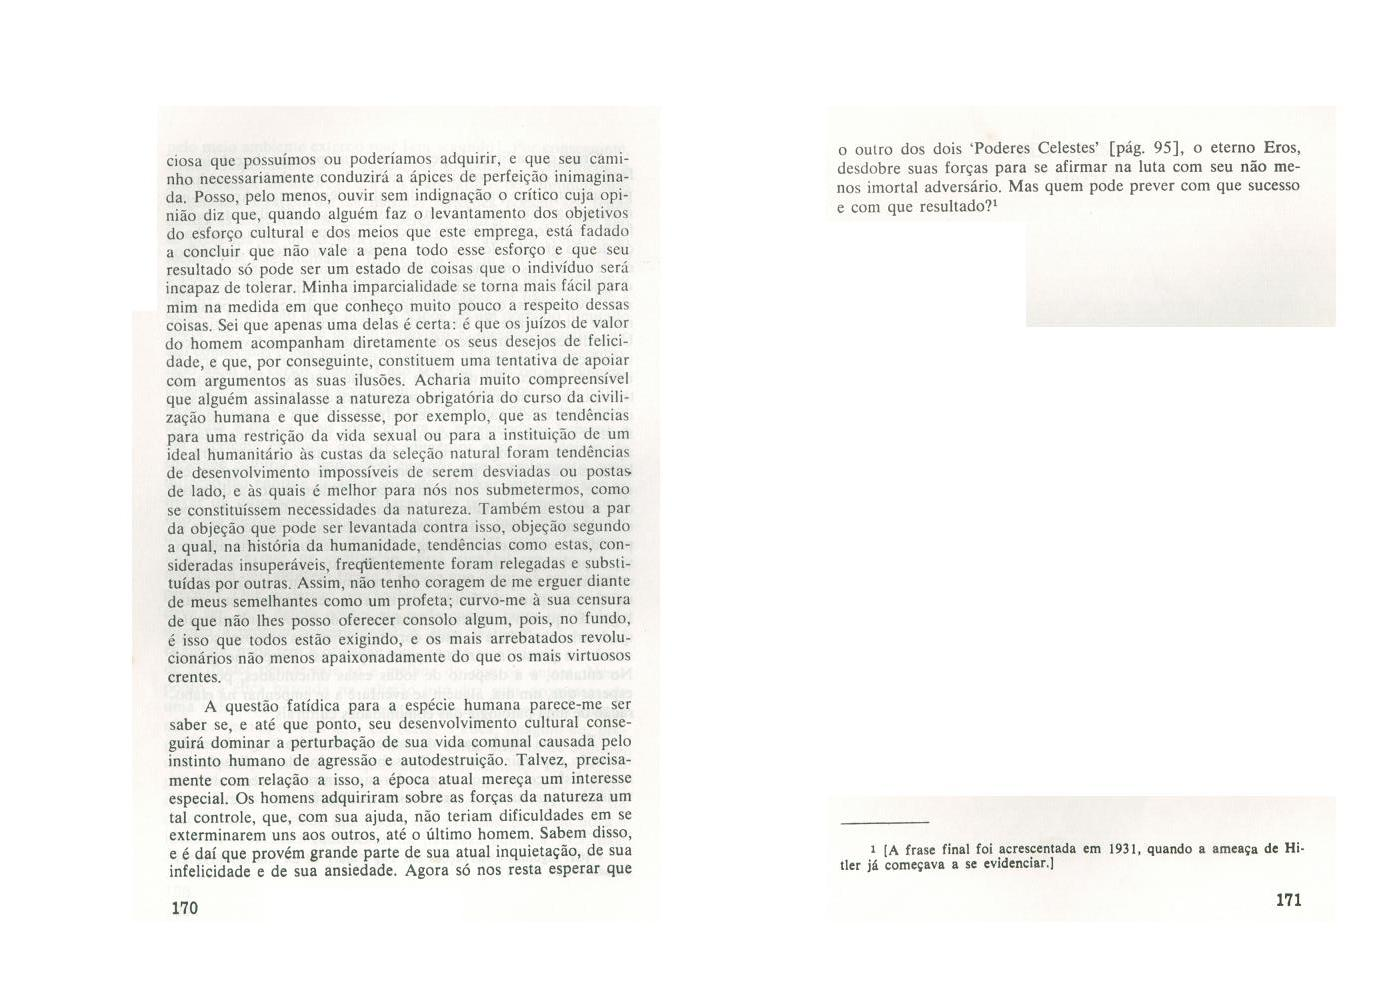 ciosa que possuímos ou poderíamos adquirir, e que seu cami-
nho necessariamente conduzirá a ápices de perfeição inimagina-
da. Posso, pelo menos, ouvir sem indignação o crítico cuja opi-
nião diz que, quando alguém faz o levantamento dos objetivos
do esforço cultural e dos meios que este emprega, está fadado
a concluir que não vale a pena todo esse esforço e que seu
resultado só pode ser um estado de coisas que o indivíduo será
incapaz de tolerar. Minha imparcialidade se torna mais fácil para
mim na medida em que conheço muito pouco a respeito dessas
coisas. Sei que apenas uma delas é certa: é que os juízos de valor
do homem acompanham diretamente os seus desejos de felici-
dade, e que, por conseguinte, constituem uma tentativa de apoiar
com argumentos as suas ilusões. Acharia muito compreensível
que alguém assinalasse a natureza obrigatória do curso da civili-
zação humana e que dissesse, por exemplo, que as tendências
para uma restrição da vida sexual ou para a instituição de um
ideal humanitário às custas da seleção natural foram tendências
de desenvolvimento impossíveis de serem desviadas ou postas
de lado, e às quais é melhor para nós nos submetermos, como
se constituíssem necessidades da natureza. Também estou a par
da objeção que pode ser levantada contra isso, objeção segundo
a qual, na história da humanidade, tendências como estas, con-
sideradas insuperáveis, freqüentemente foram relegadas e substi-
tuídas por outras. Assim, não tenho coragem de me erguer diante
de meus semelhantes como um profeta; curvo-me à sua censura
de que não lhes posso oferecer consolo algum, pois, no fundo,
é isso que todos estão exigindo, e os mais arrebatados revolu-
cionários não menos apaixonadamente do que os mais virtuosos
crentes.
A questão fatídica para a espécie humana parece-me ser
saber se, e até que ponto, seu desenvolvimento cultural conse-
guirá dominar a perturbação de sua vida comunal causada pelo
instinto humano de agressão e autodestruição. Talvez, precisa-
mente com relação a isso, a época atual mereça um interesse
especial. Os homens adquiriram sobre as forças da natureza um
tal controle, que, com sua ajuda, não teriam dificuldades em se
exterminarem uns aos outros, até o último homem. Sabem disso,
e é daí que provém grande parte de sua atual inquietação, de sua
infelicidade e de sua ansiedade. Agora só nos resta esperar que
170
o outro dos dois ‘Poderes Celestes’ [pág. 95], o eterno Eros,
desdobre suas forças para se afirmar na luta com seu não me-
nos imortal adversário. Mas quem pode prever com que sucesso
e com que resultado?¹
¹ [A frase final foi acrescentada em 1931, quando a ameaça de Hi-
tler já começava a se evidenciar.]
171